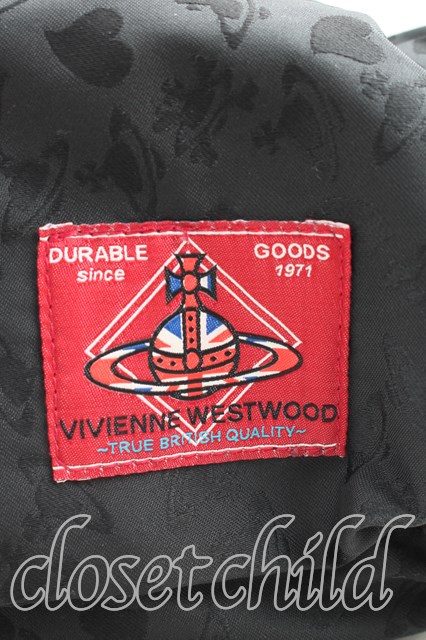 DURABLE GOODS
since 1971
VIVIENNE WESTWOOD
~TRUE BRITISH QUALITY~
closetchild